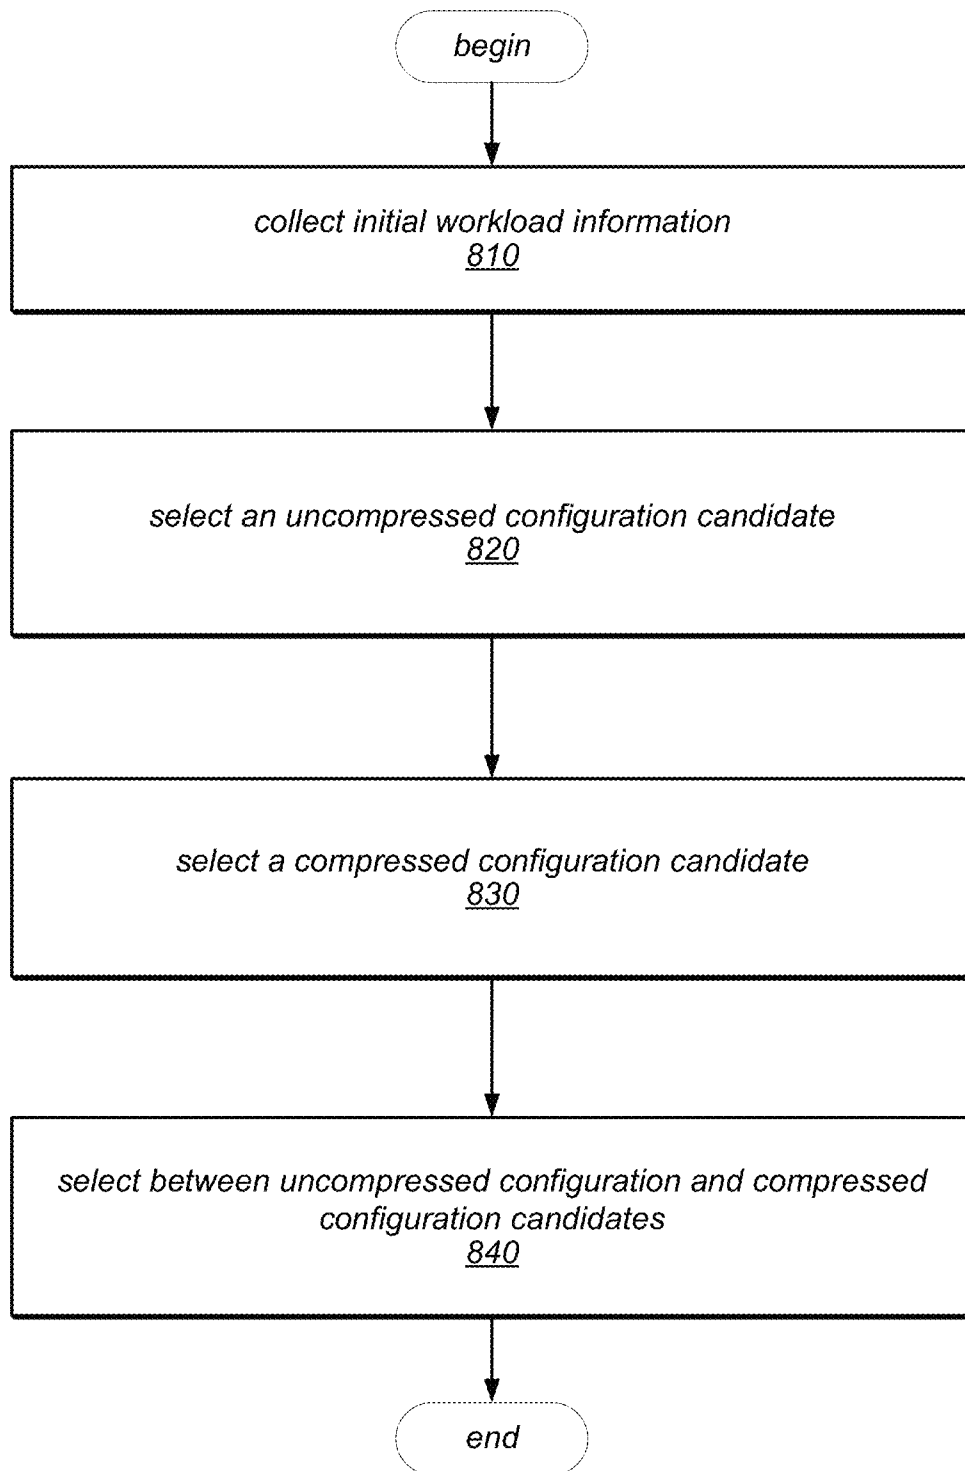 begin
collect initial workload information
810
select an uncompressed configuration candidate
820
select a compressed configuration candidate
830
select between uncompressed configuration and compressed
configuration candidates
840
end